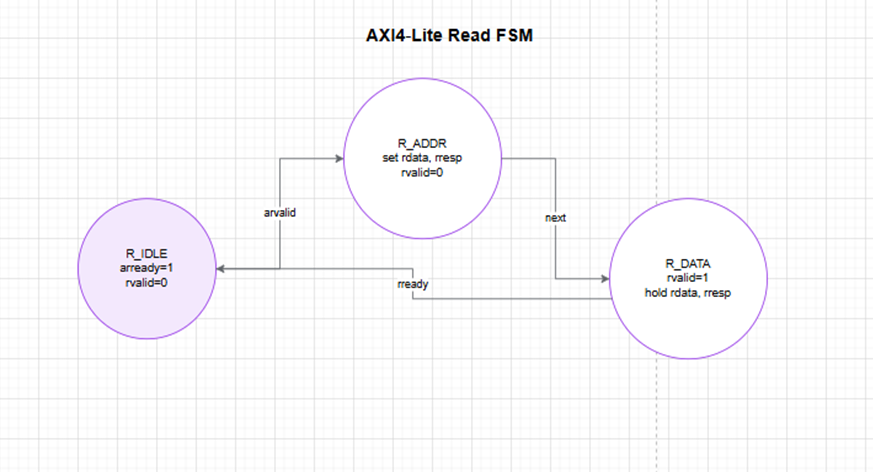 AXI4-Lite Read FSM
R_ADDR
set rdata, rresp
rvalid=0
arvalid
next
R_IDLE
arready=1
rvalid=0
rready
R_DATA
rvalid=1
hold rdata, rresp